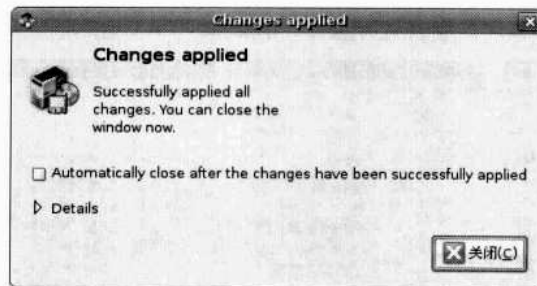 Changes applied
Changes applied
Successfully applied all
changes. You can close the
window now.
Automatically close after the changes have been successfully applied
Details
关闭(C)